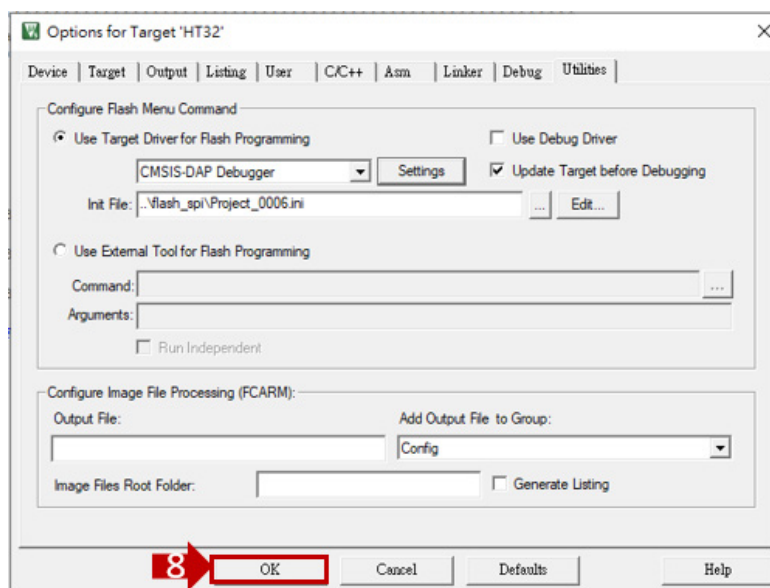 Options for Target 'HT32'
Device Target Output Listing User C/C++ Asm Linker Debug Utilities
Configure Flash Menu Command
Use Target Driver for Flash Programming Use Debug Driver
CMSIS-DAP Debugger Settings Update Target before Debugging
Init File: ..\flash_spi\Project_0006.ini ... Edit...
Use External Tool for Flash Programming
Command: ...
Arguments:
Run Independent
Configure Image File Processing (FCARM):
Output File: Add Output File to Group:
Config
Image Files Root Folder: Generate Listing
8 OK Cancel Defaults Help